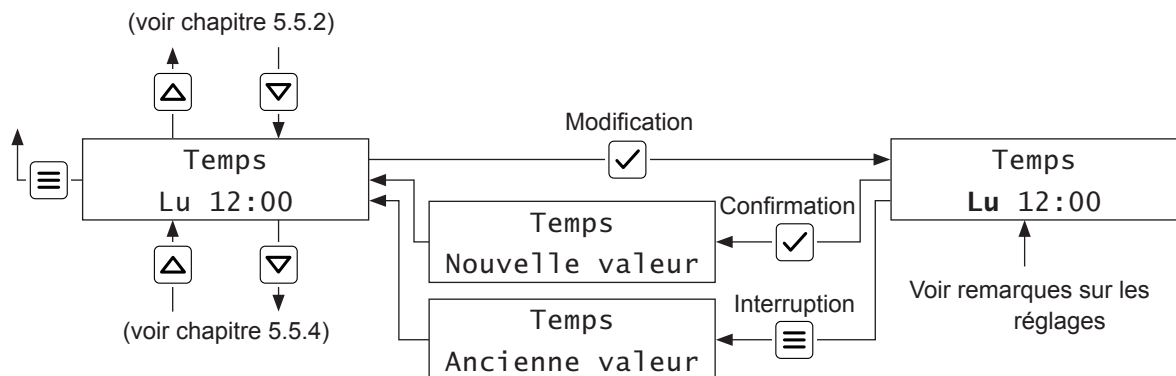 (voir chapitre 5.5.2)
Modification
Temps
Lu 12:00
Temps
Lu 12:00
Confirmation
Temps
Nouvelle valeur
Interruption
Temps
Ancienne valeur
Voir remarques sur les
réglages
(voir chapitre 5.5.4)